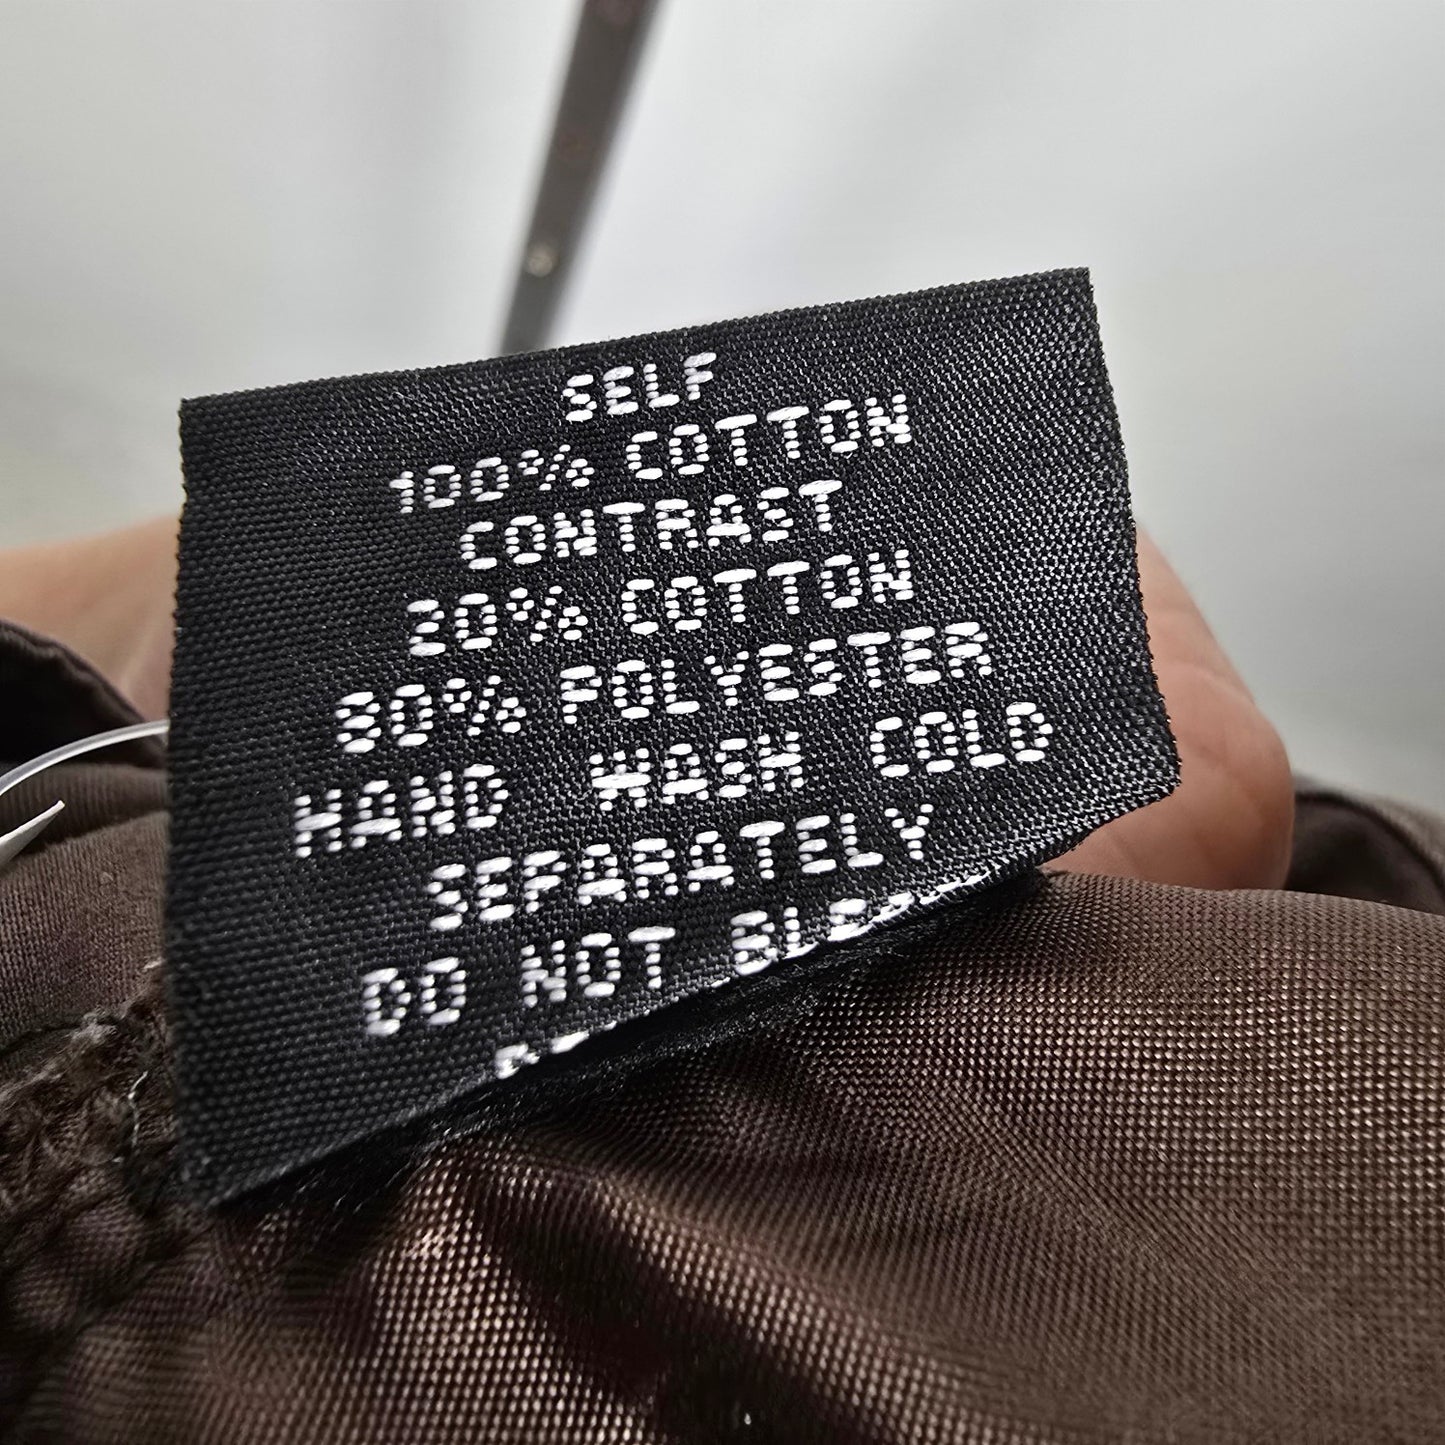 SELF
100% COTTON
CONTRAST
20% COTTON
80% POLYESTER
HAND WASH COLD
SEPARATELY
DO NOT